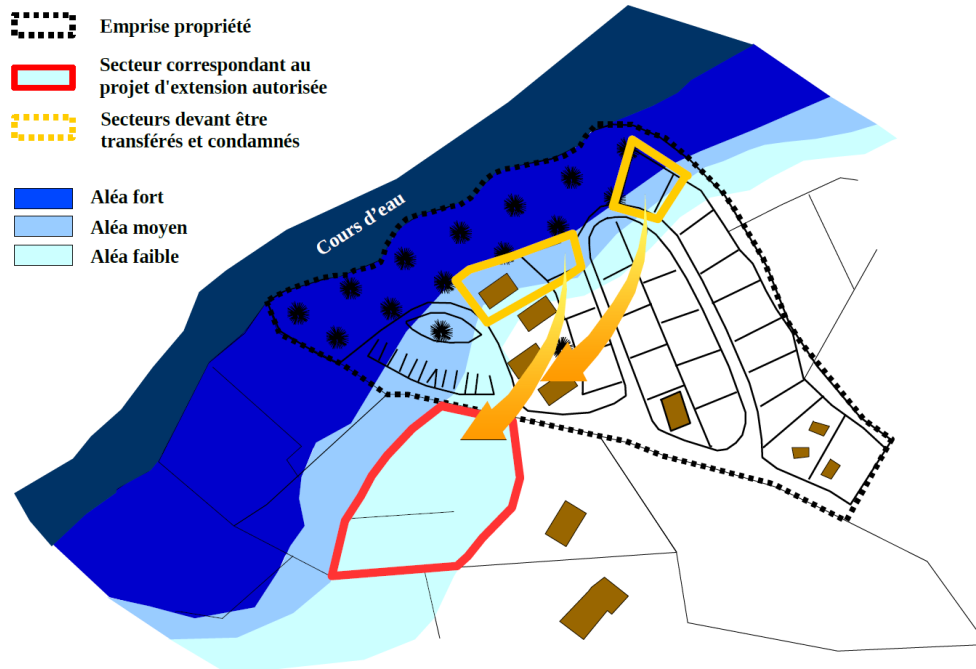 Emprise propriété
Secteur correspondant au
projet d'extension autorisée
Secteurs devant être
transférés et condamnés
Aléa fort
Aléa moyen
Aléa faible
Cours d’eau